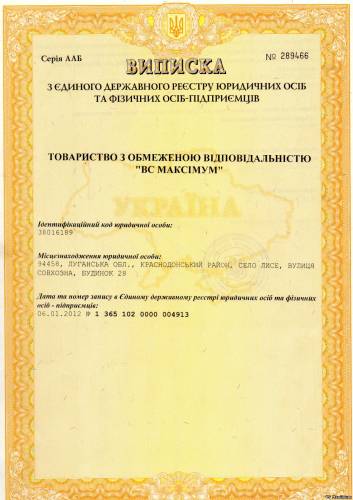 Серія ААБ
№ 289466
ВИПИСКА
З ЄДИНОГО ДЕРЖАВНОГО РЕЄСТРУ ЮРИДИЧНИХ ОСІБ
ТА ФІЗИЧНИХ ОСІБ-ПІДПРИЄМЦІВ
ТОВАРИСТВО З ОБМЕЖЕНОЮ ВІДПОВІДАЛЬНІСТЮ
"ВС МАКСІМУМ"
УКРАЇНА
Ідентифікаційний код юридичної особи:
38016189
Місцезнаходження юридичної особи:
94458, ЛУГАНСЬКА ОБЛ., КРАСНОДОНСЬКИЙ РАЙОН, СЕЛО ЛИСЕ, ВУЛИЦЯ
СОВХОЗНА, БУДИНОК 28
Дата та номер запису в Єдиному державному реєстрі юридичних осіб та фізичних
осіб - підприємців:
06.01.2012 № 1 365 102 0000 004913